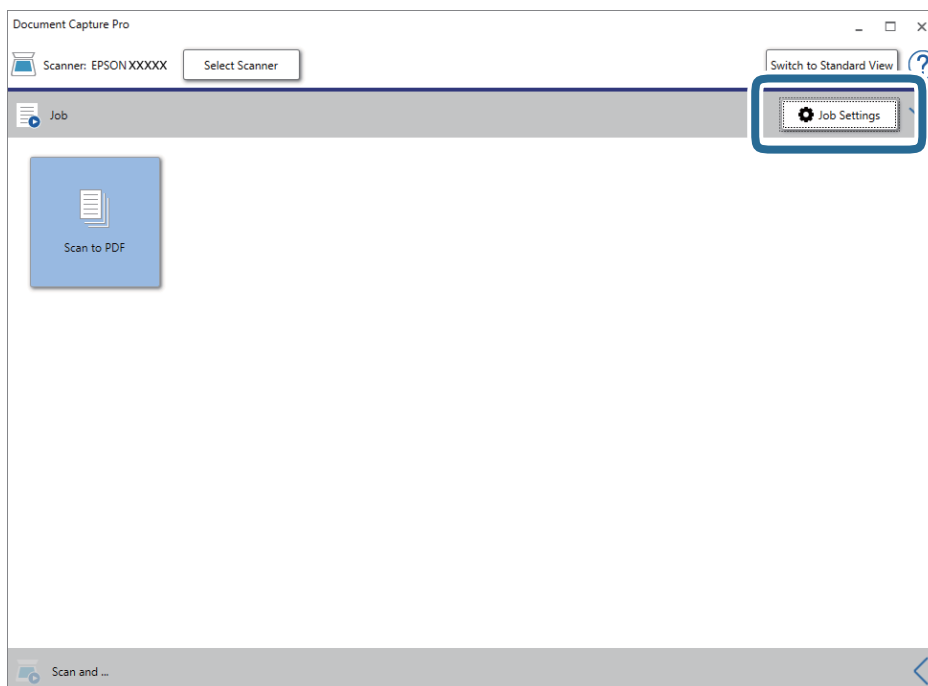 Document Capture Pro
Scanner: EPSON XXXXX
Select Scanner
Switch to Standard View
?
Job
Job Settings
Scan to PDF
Scan and ...